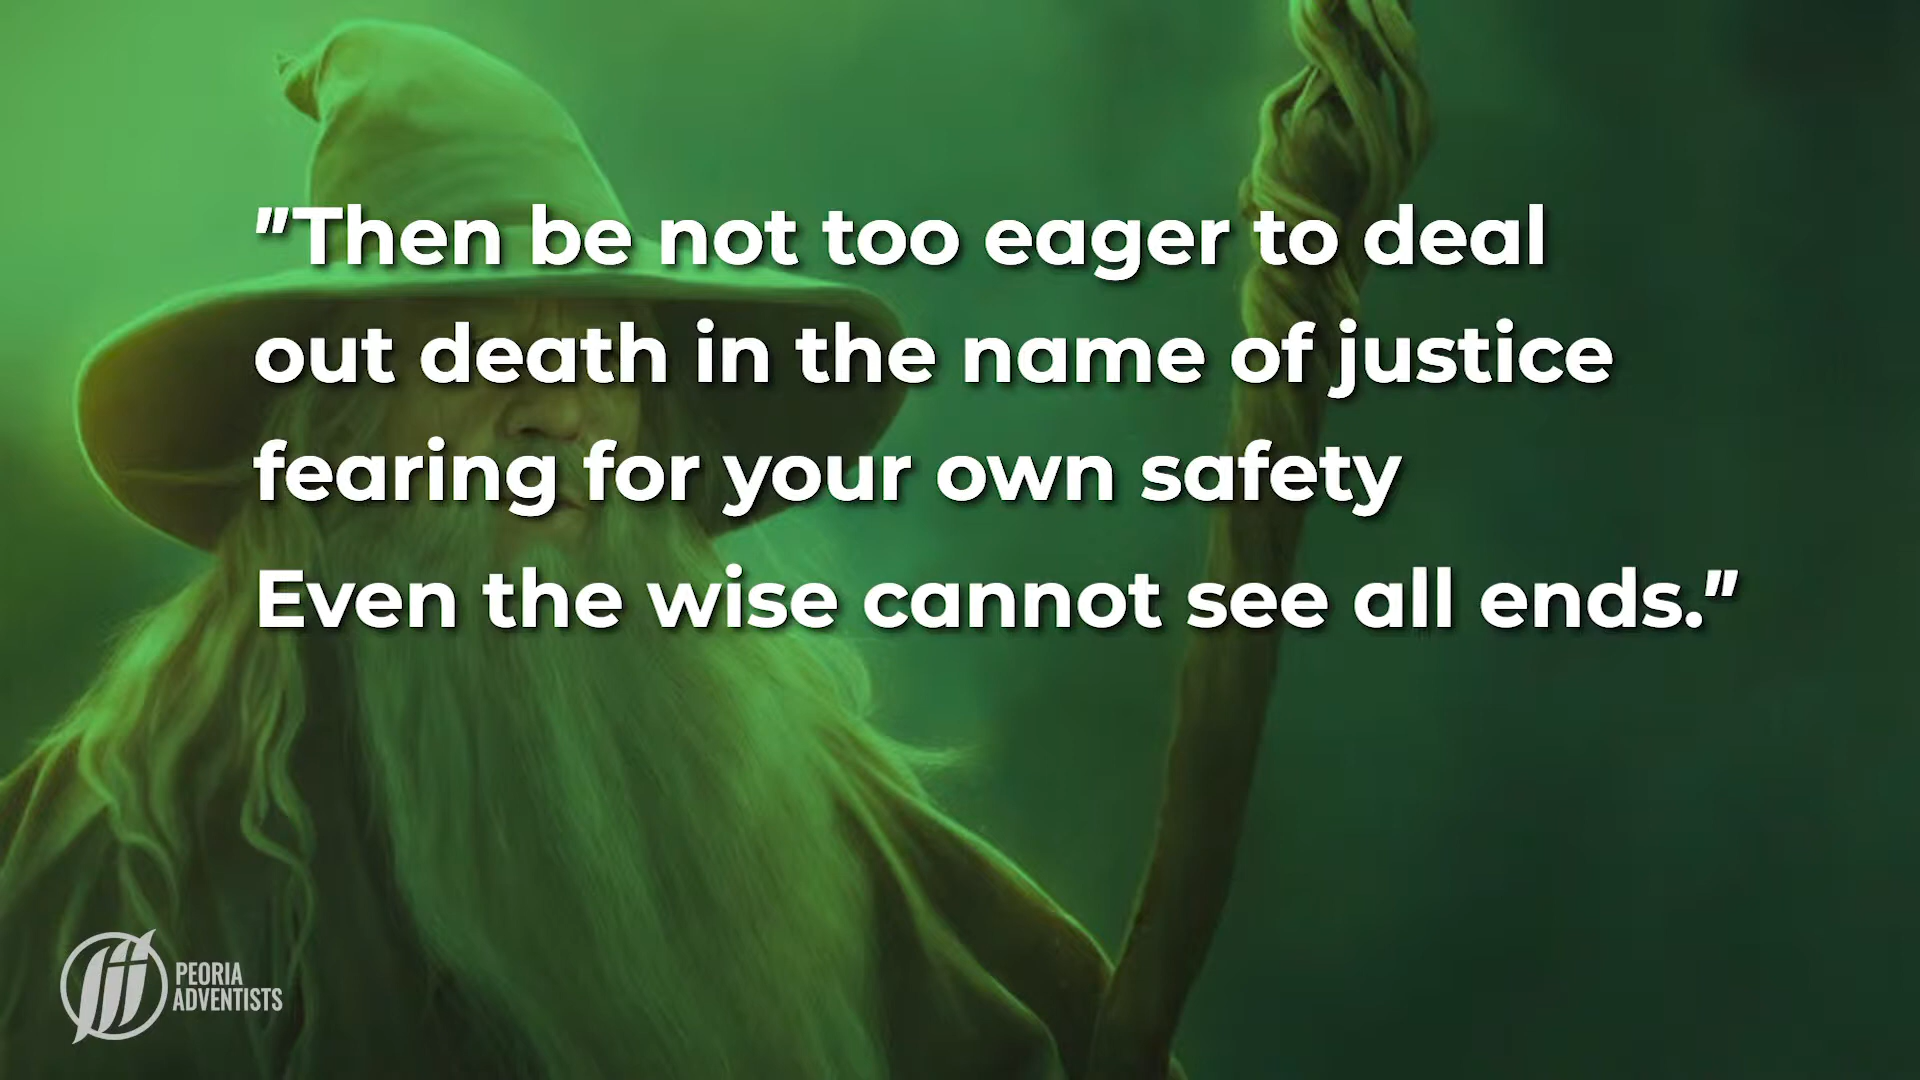 "Then be not too eager to deal
out death in the name of justice
fearing for your own safety
Even the wise cannot see all ends."
PEORIA
ADVENTISTS